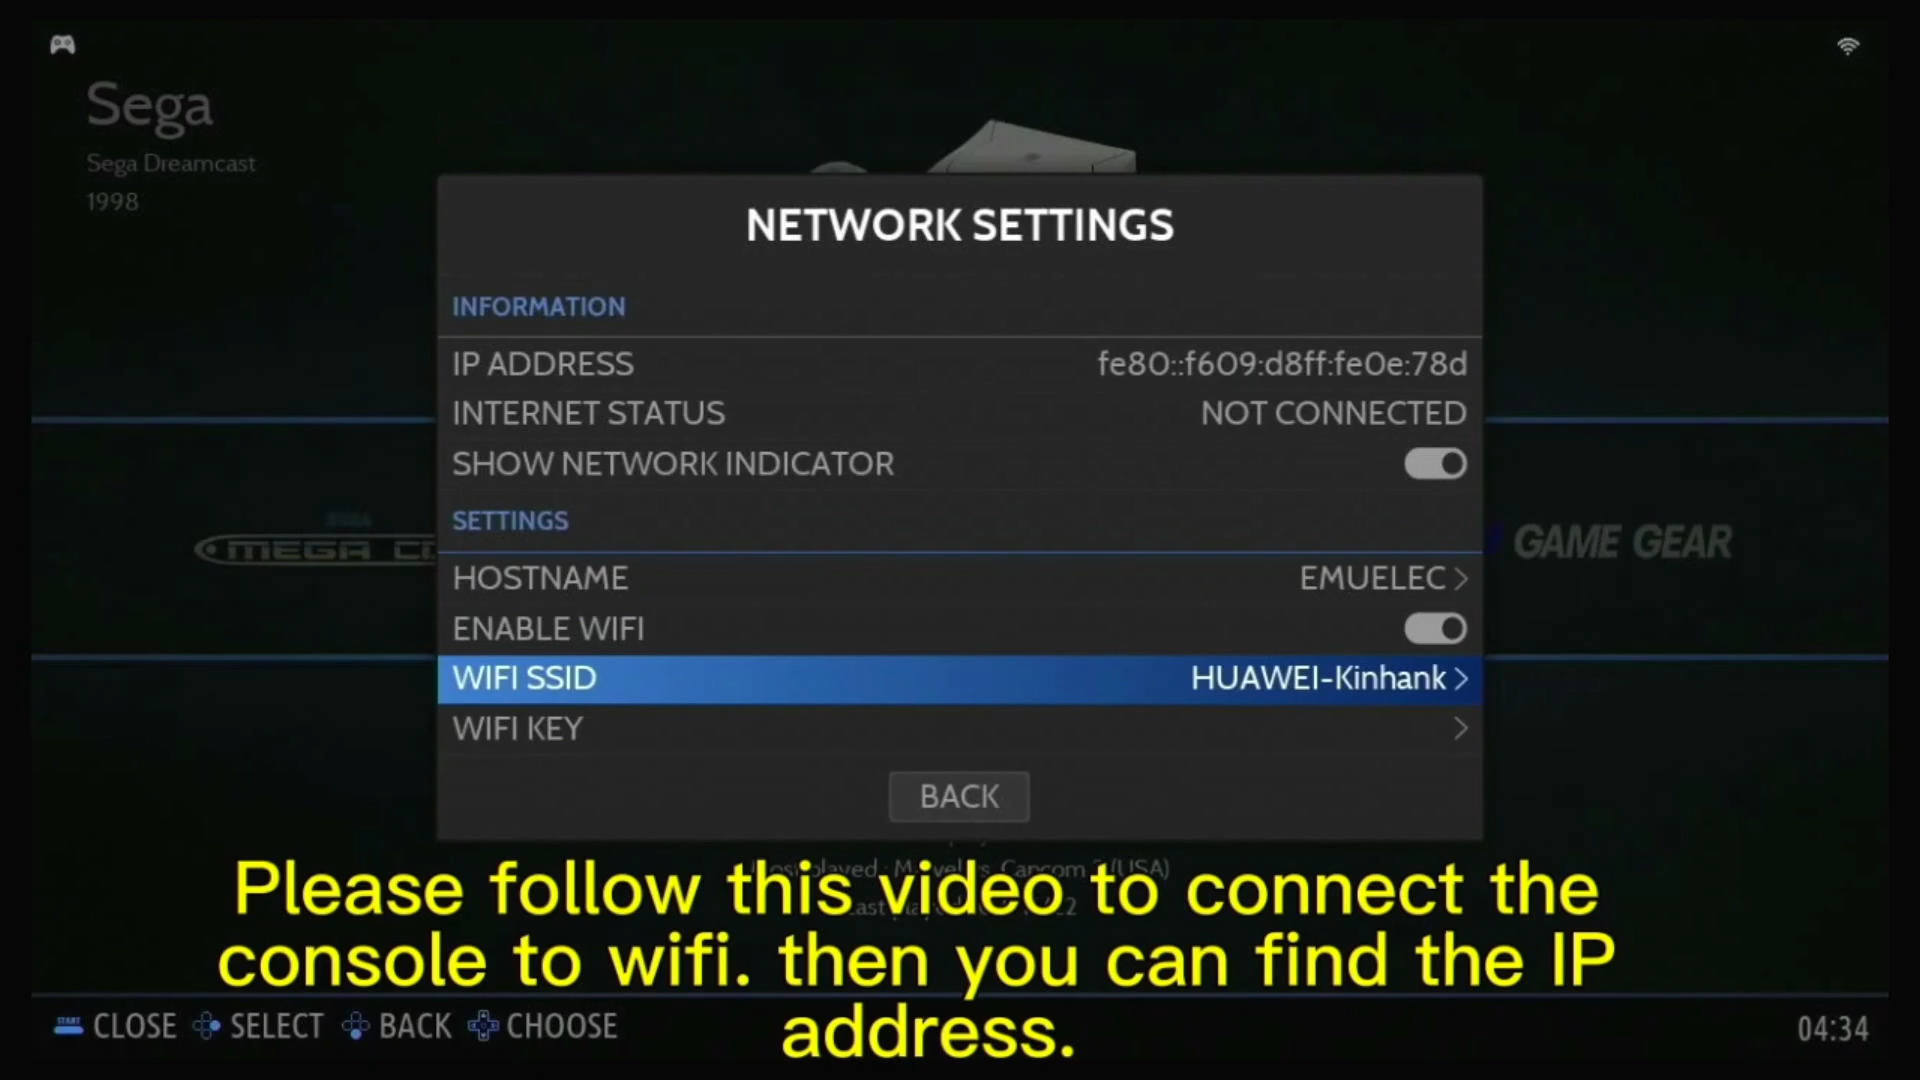 Sega
Sega Dreamcast
1998
NETWORK SETTINGS
INFORMATION
IP ADDRESS fe80::f609:d8ff:fe0e:78d
INTERNET STATUS NOT CONNECTED
SHOW NETWORK INDICATOR
SETTINGS
HOSTNAME EMUELEC >
ENABLE WIFI
WIFI SSID HUAWEI-Kinhank >
WIFI KEY >
BACK
SEGA
MEGA
GAME GEAR
Please follow this video to connect the
console to wifi. then you can find the IP
address.
START CLOSE SELECT BACK CHOOSE
04:34